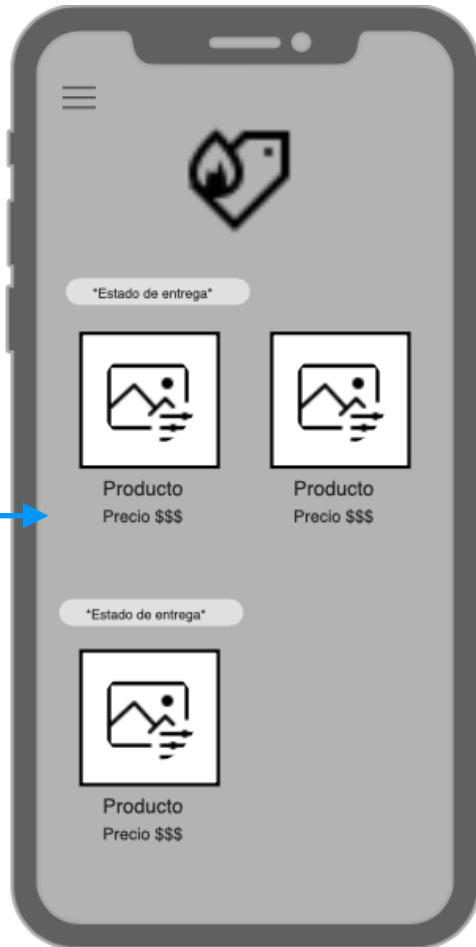 *Estado de entrega*
Producto
Precio $$$
Producto
Precio $$$
*Estado de entrega*
Producto
Precio $$$